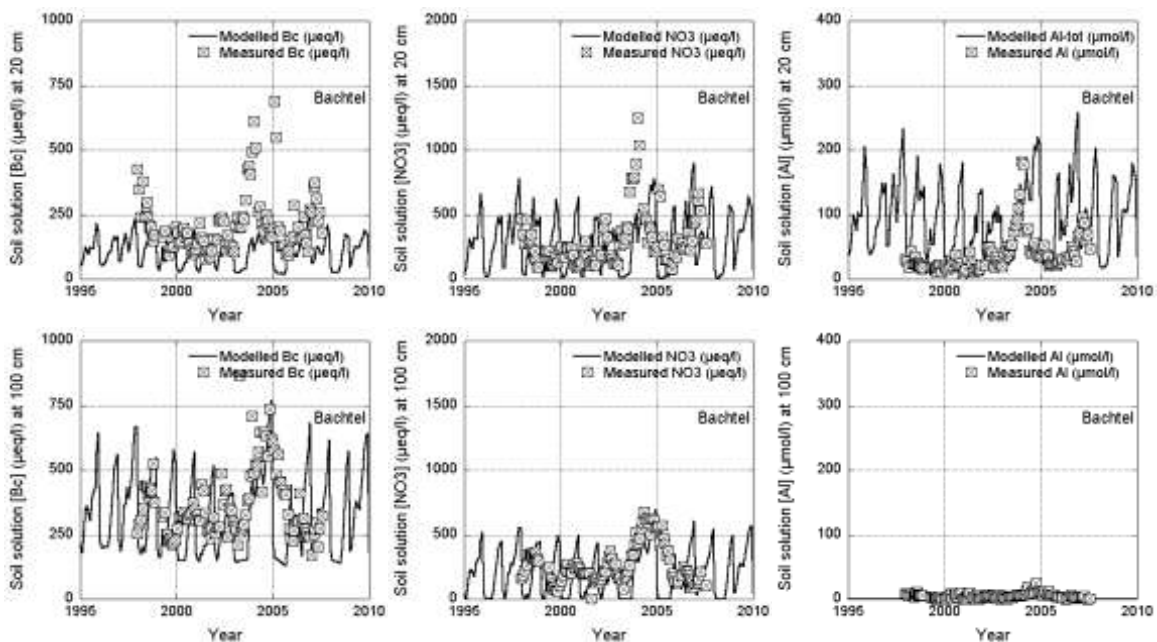 Soil solution [Bc] (µeq/l) at 20 cm
1000
750
500
250
0
Modelled Bc (µeq/l)
Measured Bc (µeq/l)
Bachtel
1995 2000 2005 2010
Year
Soil solution [NO3] (µeq/l) at 20 cm
2000
1500
1000
500
0
Modelled NO3 (µeq/l)
Measured NO3 (µeq/l)
Bachtel
1995 2000 2005 2010
Year
Soil solution [Al] (µmol/l) at 20 cm
400
300
200
100
0
Modelled Al-tot (µmol/l)
Measured Al (µmol/l)
Bachtel
1995 2000 2005 2010
Year
Soil solution [Bc] (µeq/l) at 100 cm
1000
750
500
250
0
Modelled Bc (µeq/l)
Measured Bc (µeq/l)
Bachtel
1995 2000 2005 2010
Year
Soil solution [NO3] (µeq/l) at 100 cm
2000
1500
1000
500
0
Modelled NO3 (µeq/l)
Measured NO3 (µeq/l)
Bachtel
1995 2000 2005 2010
Year
Soil solution [Al] (µmol/l) at 100 cm
400
300
200
100
0
Modelled Al (µmol/l)
Measured Al (µmol/l)
Bachtel
1995 2000 2005 2010
Year